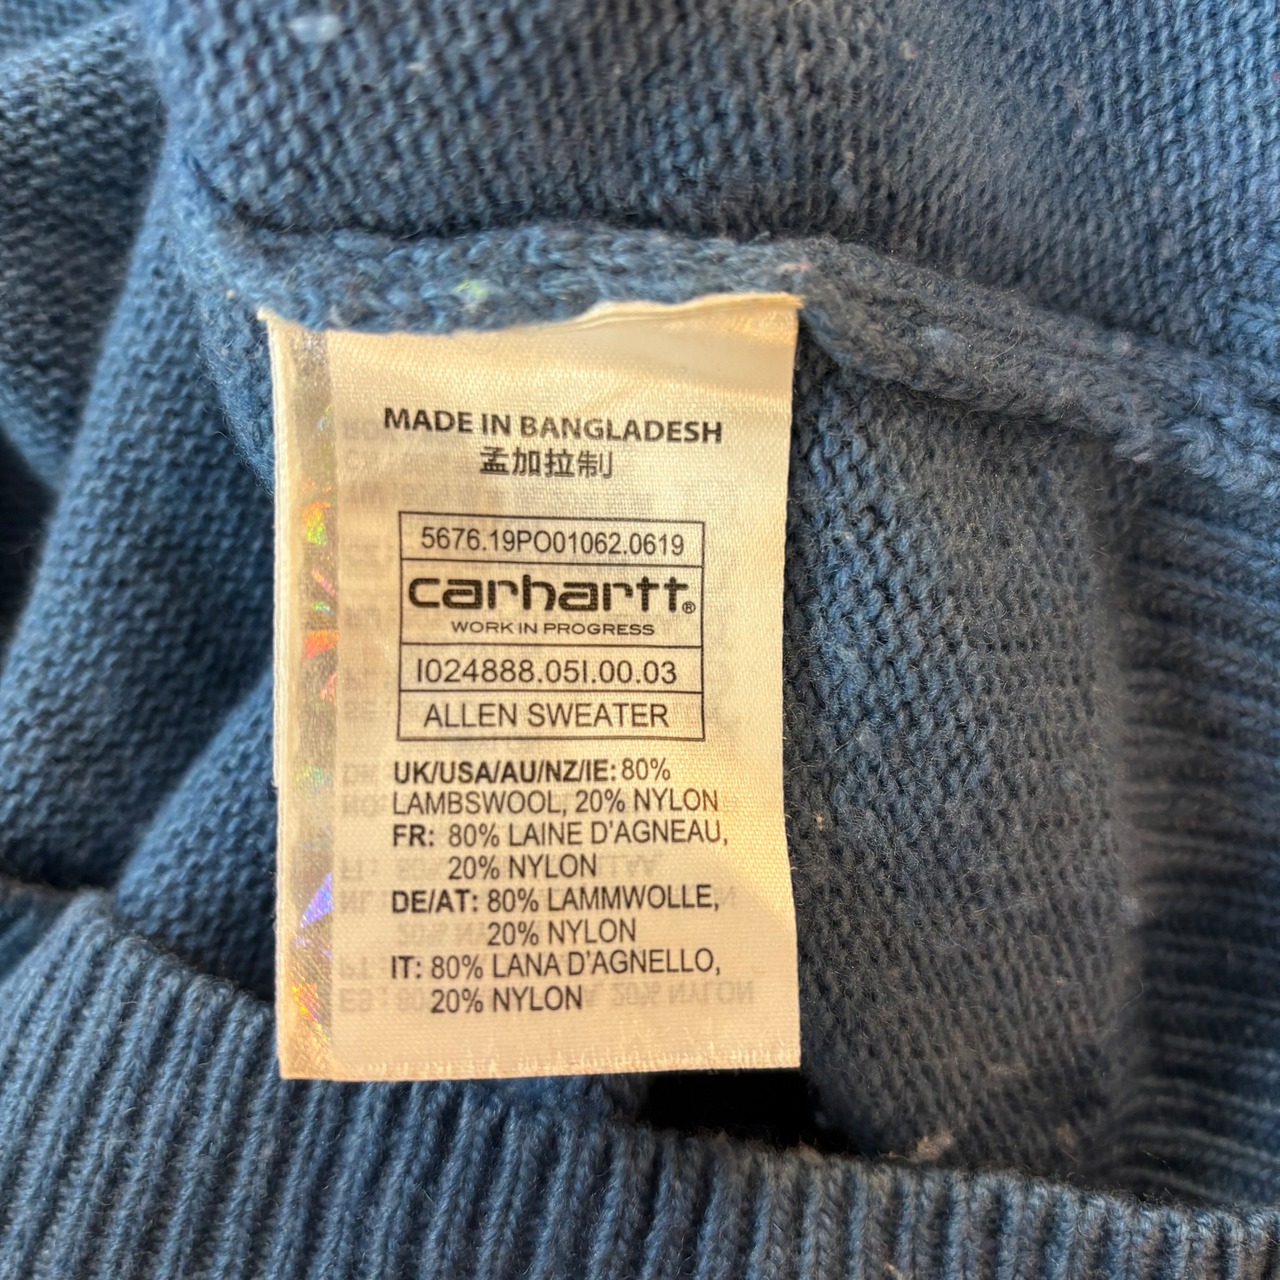 MADE IN BANGLADESH
孟加拉制
5676.19PO01062.0619
carhartt®
WORK IN PROGRESS
I024888.05I.00.03
ALLEN SWEATER
UK/USA/AU/NZ/IE: 80%
LAMBSWOOL, 20% NYLON
FR: 80% LAINE D'AGNEAU,
20% NYLON
DE/AT: 80% LAMMWOLLE,
20% NYLON
IT: 80% LANA D'AGNELLO,
20% NYLON